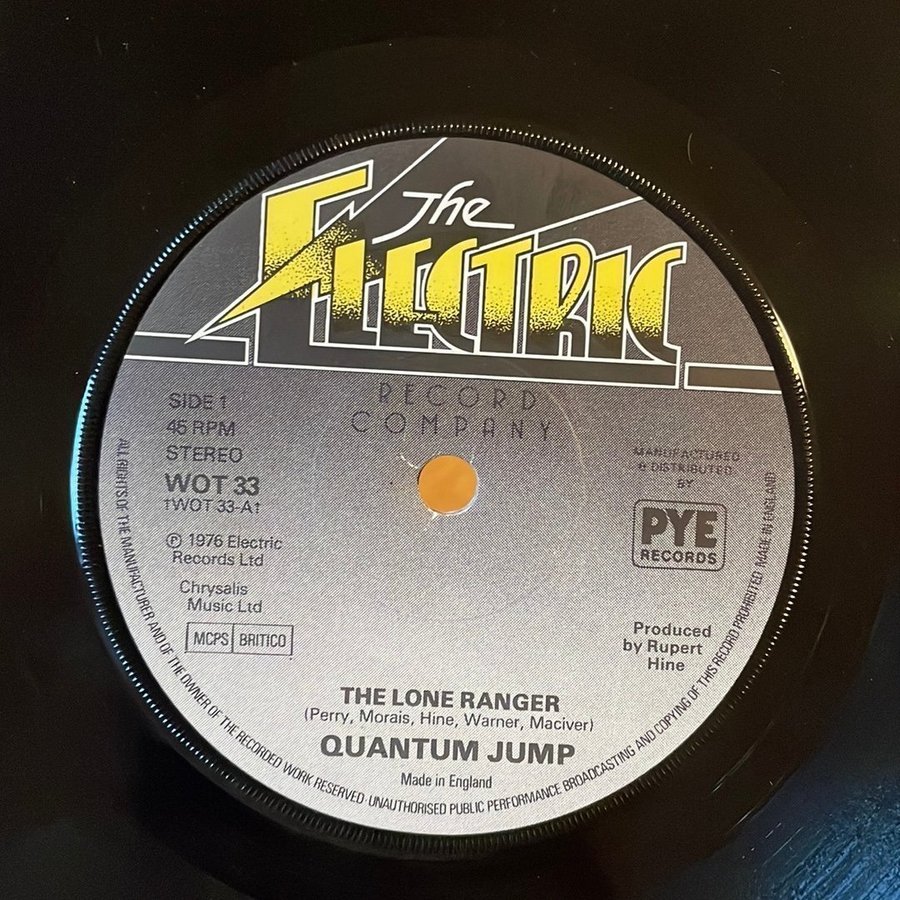 The
ELECTRIC
RECORD
COMPANY
SIDE 1
45 RPM
STEREO
WOT 33
†WOT 33-A†
℗ 1976 Electric
Records Ltd
Chrysalis
Music Ltd
MCPS BRITICO
MANUFACTURED
& DISTRIBUTED
BY
PYE
RECORDS
Produced
by Rupert
Hine
THE LONE RANGER
(Perry, Morais, Hine, Warner, Maciver)
QUANTUM JUMP
Made in England
ALL RIGHTS OF THE MANUFACTURER AND OF THE OWNER OF THE RECORDED WORK RESERVED·UNAUTHORISED PUBLIC PERFORMANCE BROADCASTING AND COPYING OF THIS RECORD PROHIBITED MADE IN ENGLAND